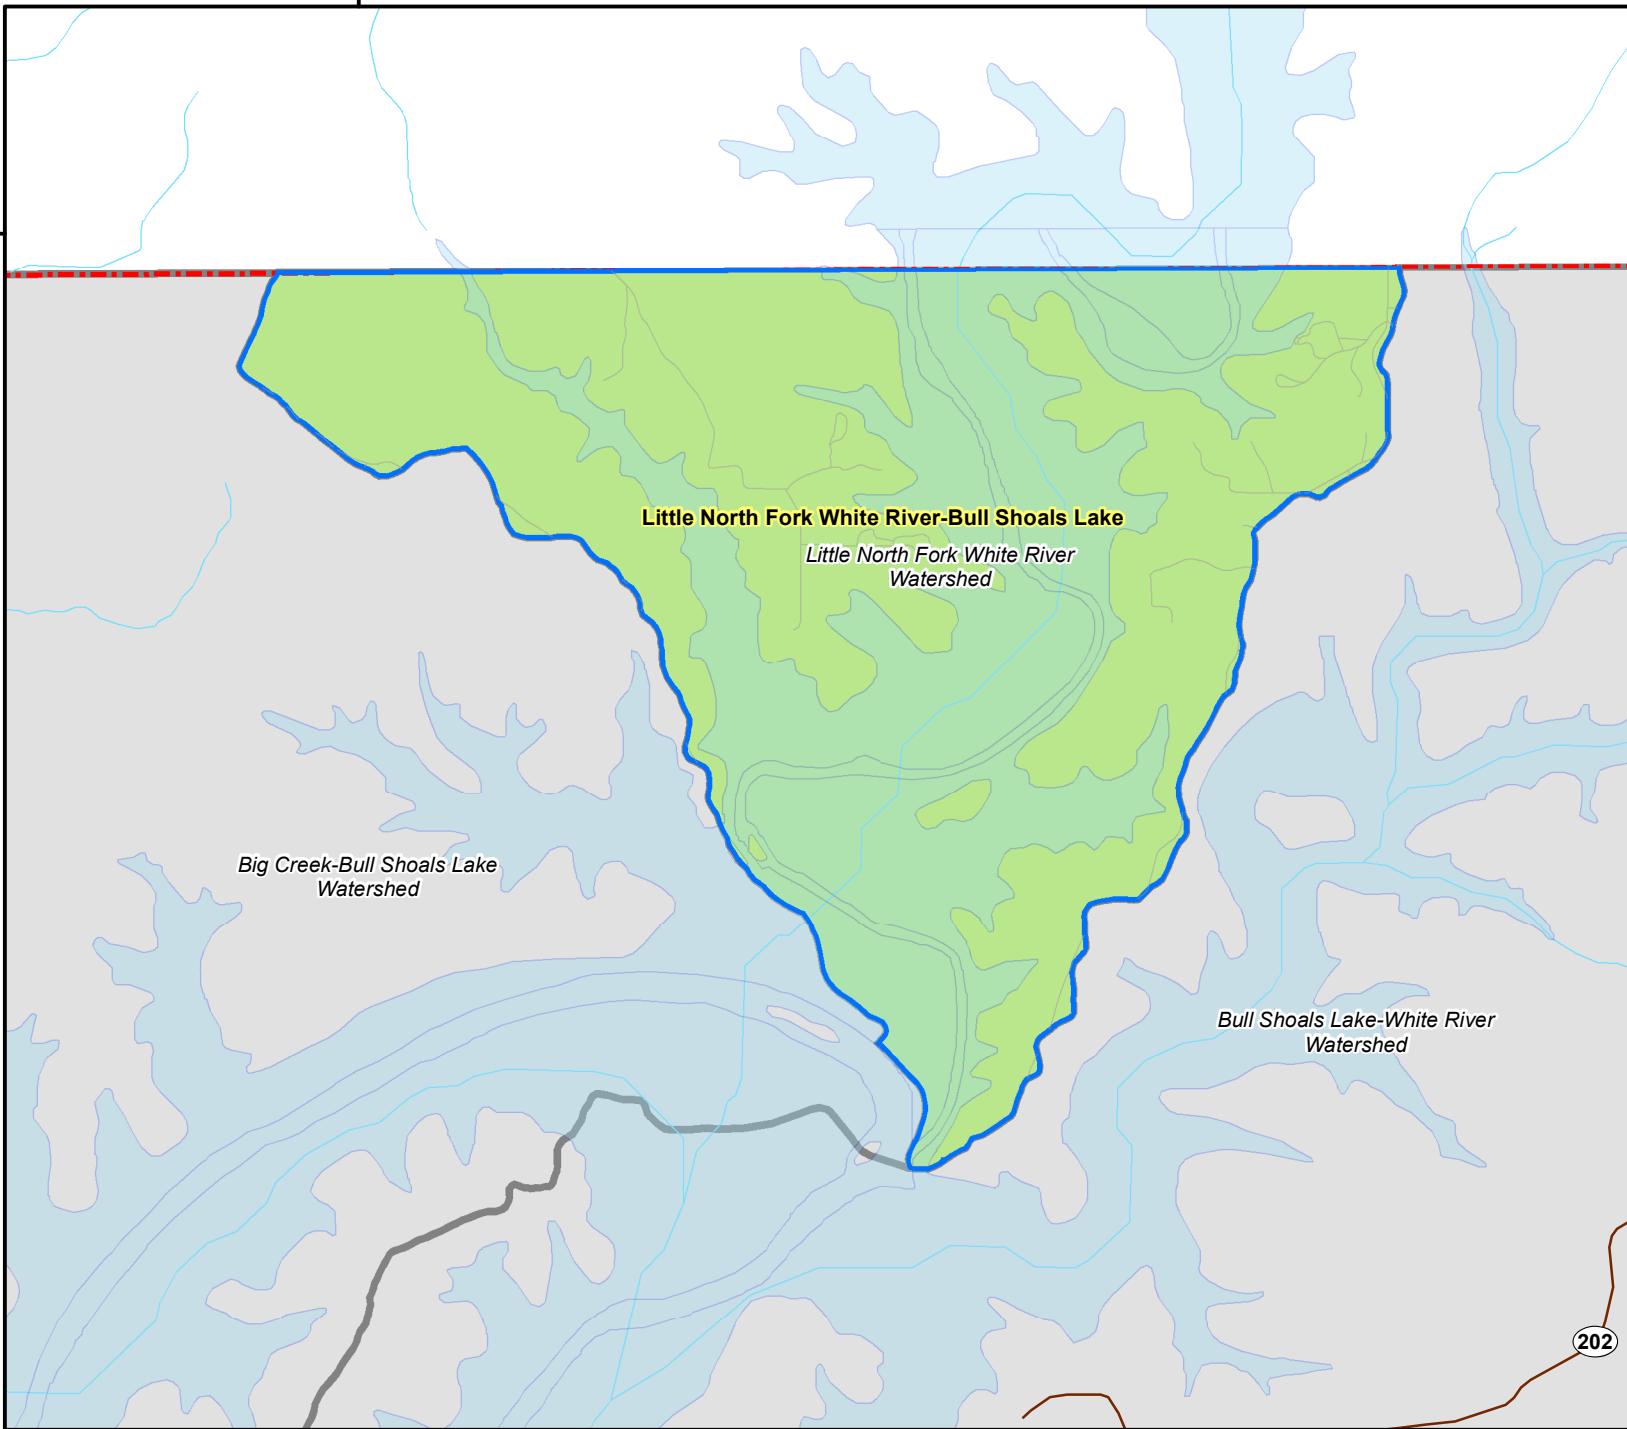 Little North Fork White River-Bull Shoals Lake
Little North Fork White River
Watershed
Big Creek-Bull Shoals Lake
Watershed
Bull Shoals Lake-White River
Watershed
202